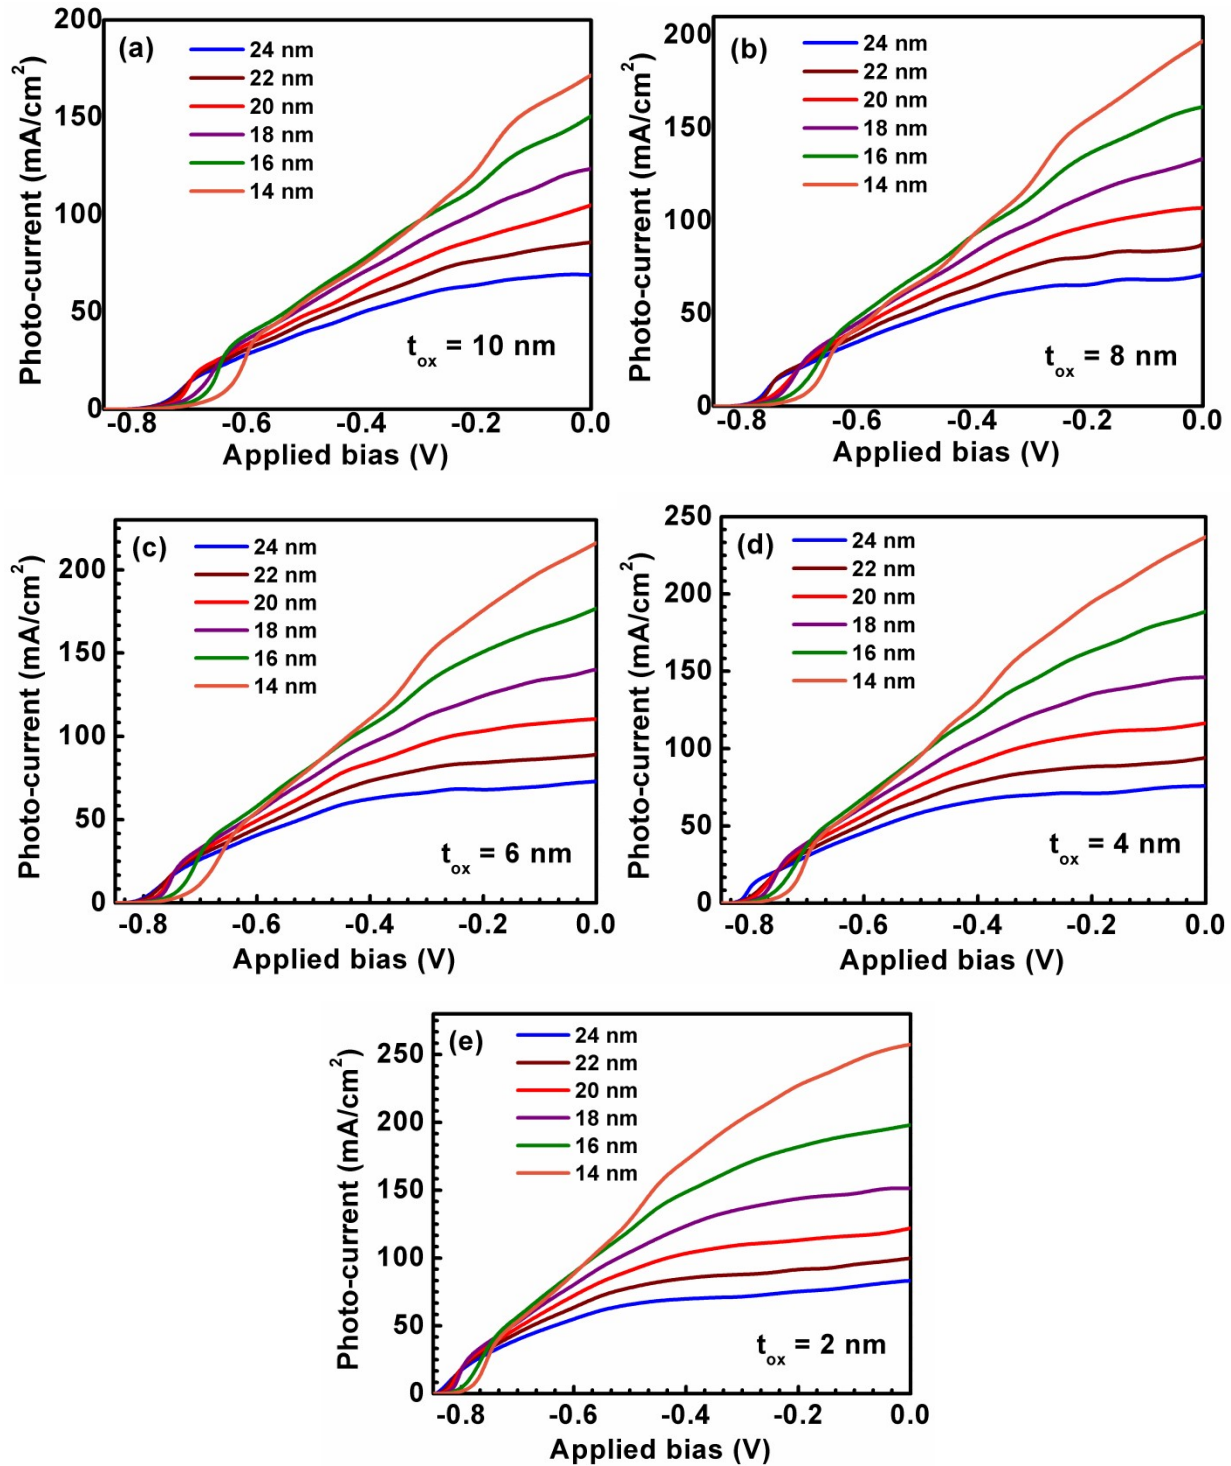 (a)
24 nm
22 nm
20 nm
18 nm
16 nm
14 nm
Photo-current (mA/cm²)
200
150
100
50
0
t_ox = 10 nm
-0.8 -0.6 -0.4 -0.2 0.0
Applied bias (V)
(b)
24 nm
22 nm
20 nm
18 nm
16 nm
14 nm
Photo-current (mA/cm²)
200
150
100
50
0
t_ox = 8 nm
-0.8 -0.6 -0.4 -0.2 0.0
Applied bias (V)
(c)
24 nm
22 nm
20 nm
18 nm
16 nm
14 nm
Photo-current (mA/cm²)
200
150
100
50
0
t_ox = 6 nm
-0.8 -0.6 -0.4 -0.2 0.0
Applied bias (V)
(d)
24 nm
22 nm
20 nm
18 nm
16 nm
14 nm
Photo-current (mA/cm²)
250
200
150
100
50
0
t_ox = 4 nm
-0.8 -0.6 -0.4 -0.2 0.0
Applied bias (V)
(e)
24 nm
22 nm
20 nm
18 nm
16 nm
14 nm
Photo-current (mA/cm²)
250
200
150
100
50
0
t_ox = 2 nm
-0.8 -0.6 -0.4 -0.2 0.0
Applied bias (V)